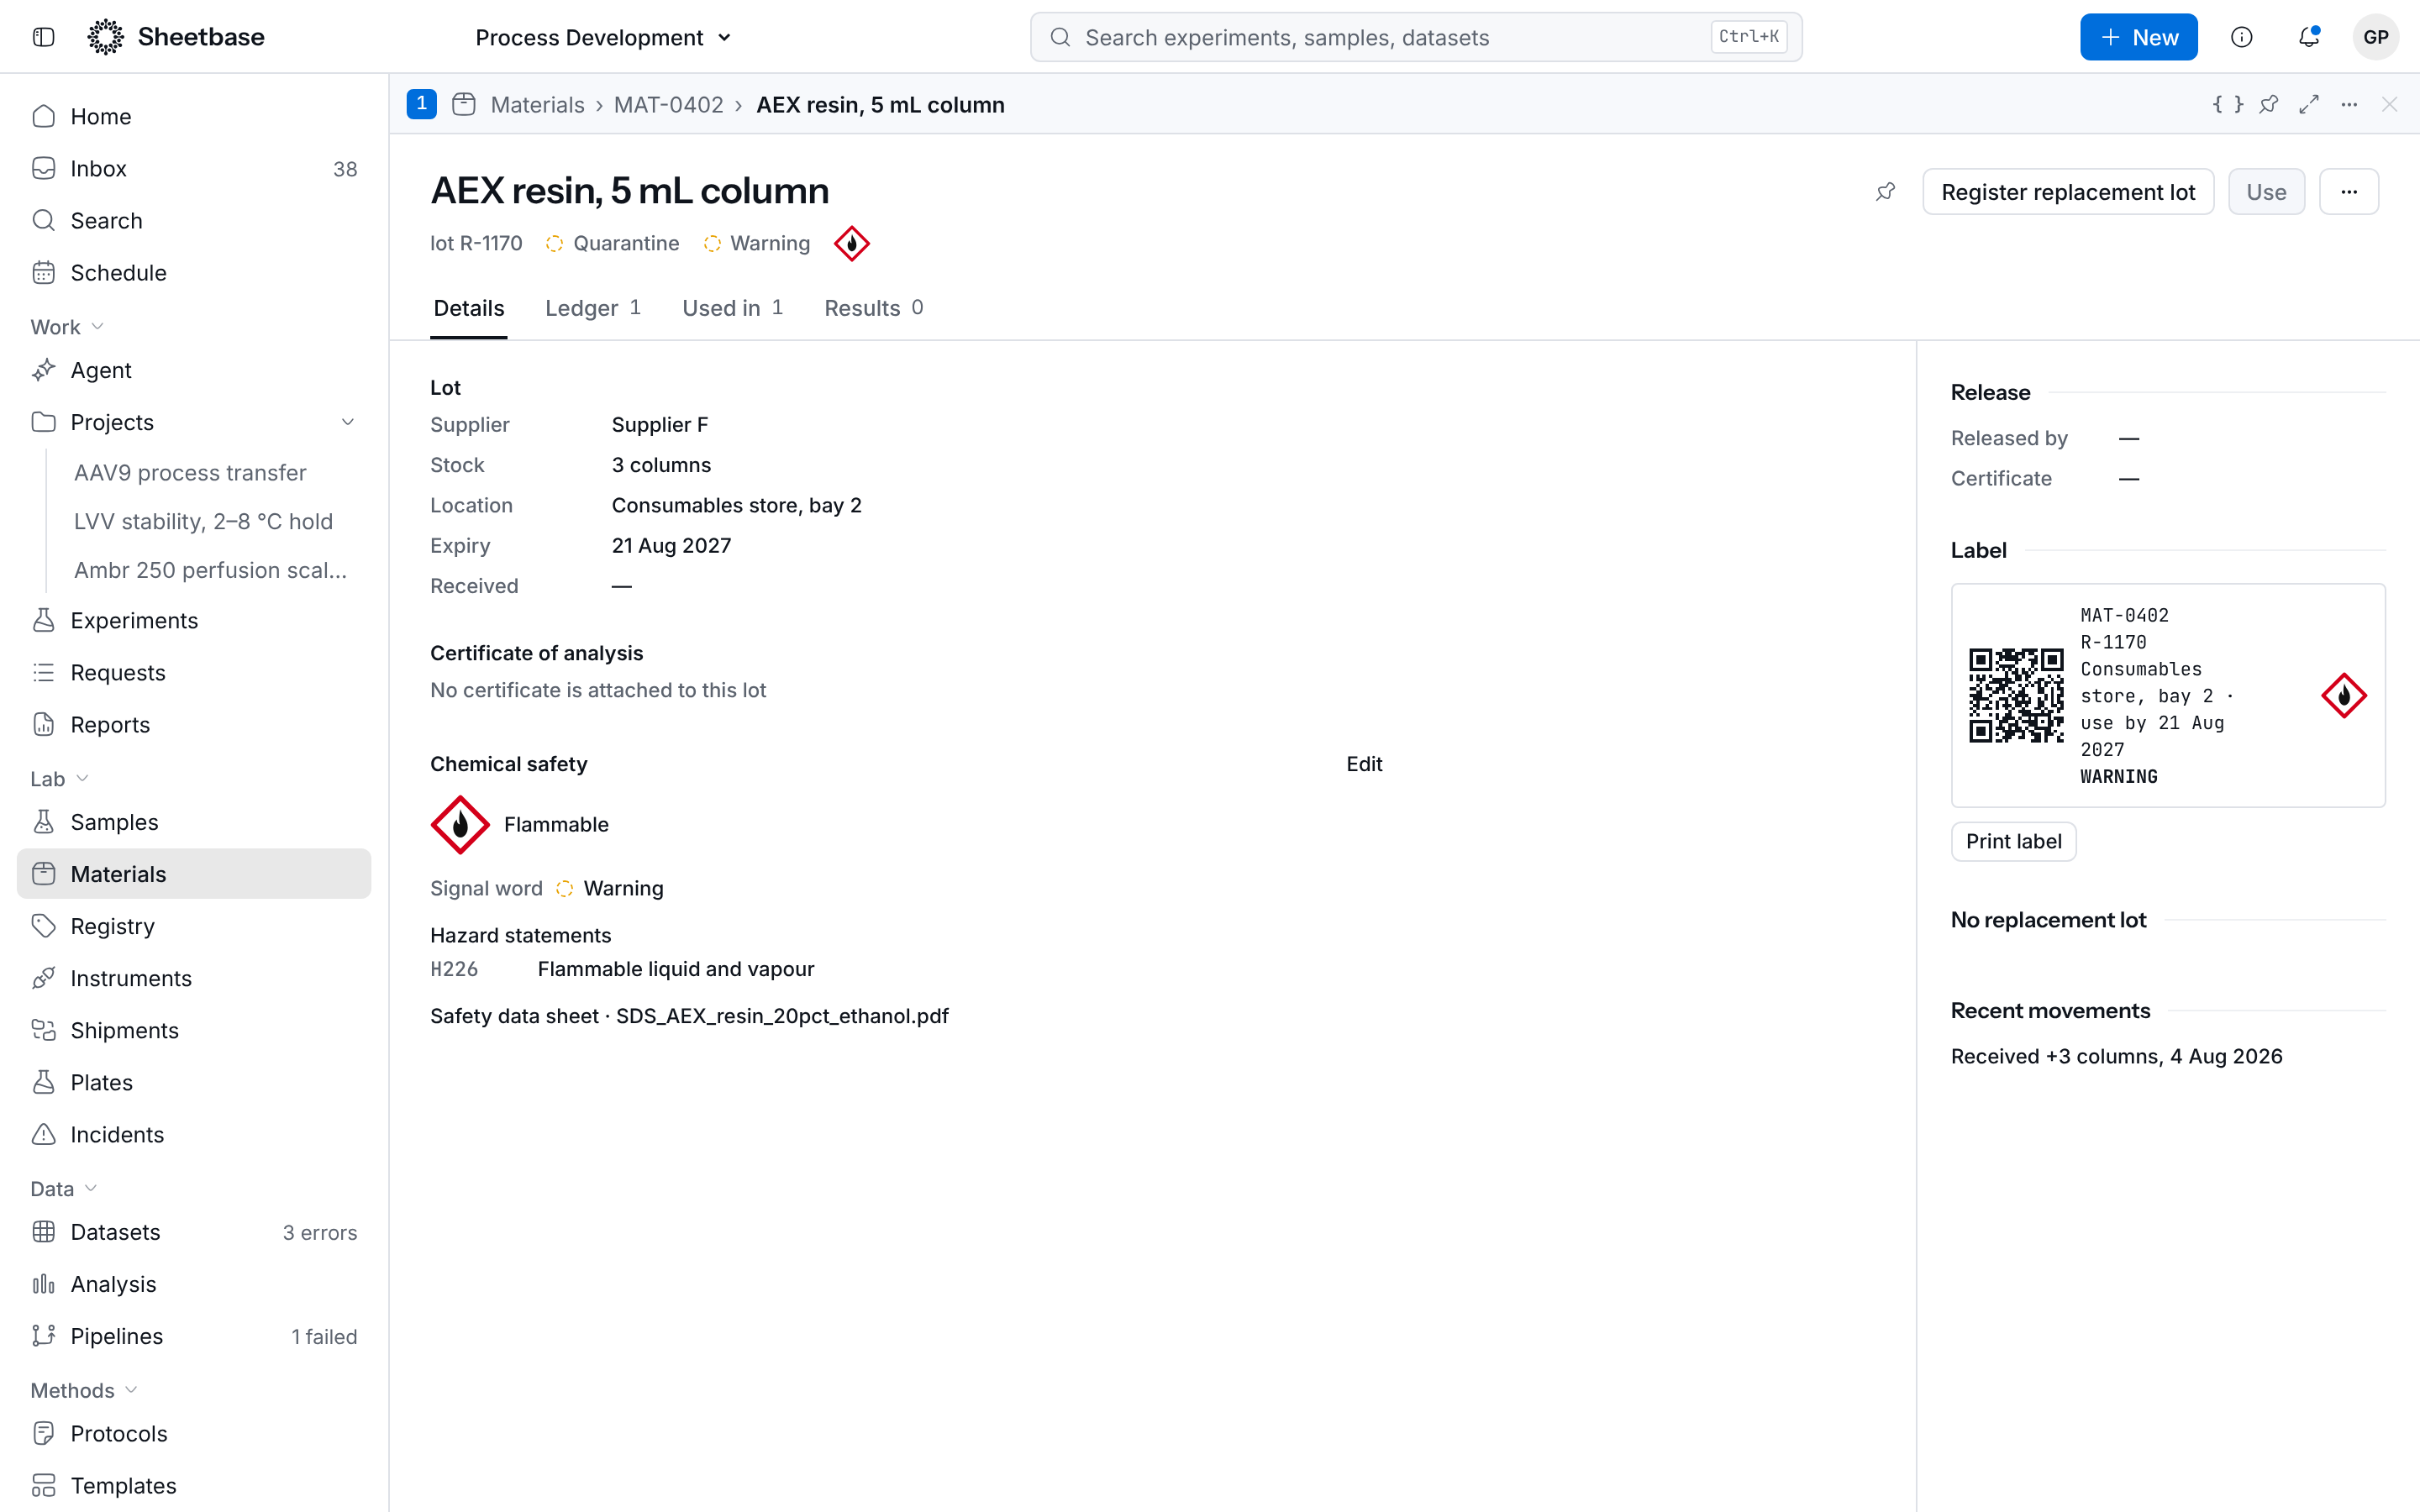 Sheetbase
Process Development
Search experiments, samples, datasets
Ctrl+K
New
GP
Home
Inbox 38
Search
Schedule
Work
Agent
Projects
AAV9 process transfer
LVV stability, 2–8 °C hold
Ambr 250 perfusion scal...
Experiments
Requests
Reports
Lab
Samples
Materials
Registry
Instruments
Shipments
Plates
Incidents
Data
Datasets 3 errors
Analysis
Pipelines 1 failed
Methods
Protocols
Templates
1 Materials › MAT-0402 › AEX resin, 5 mL column
AEX resin, 5 mL column
Register replacement lot
Use
lot R-1170 Quarantine Warning
Details Ledger 1 Used in 1 Results 0
Lot
Supplier Supplier F
Stock 3 columns
Location Consumables store, bay 2
Expiry 21 Aug 2027
Received —
Certificate of analysis
No certificate is attached to this lot
Chemical safety Edit
Flammable
Signal word Warning
Hazard statements
H226 Flammable liquid and vapour
Safety data sheet · SDS_AEX_resin_20pct_ethanol.pdf
Release
Released by —
Certificate —
Label
MAT-0402
R-1170
Consumables
store, bay 2 ·
use by 21 Aug
2027
WARNING
Print label
No replacement lot
Recent movements
Received +3 columns, 4 Aug 2026